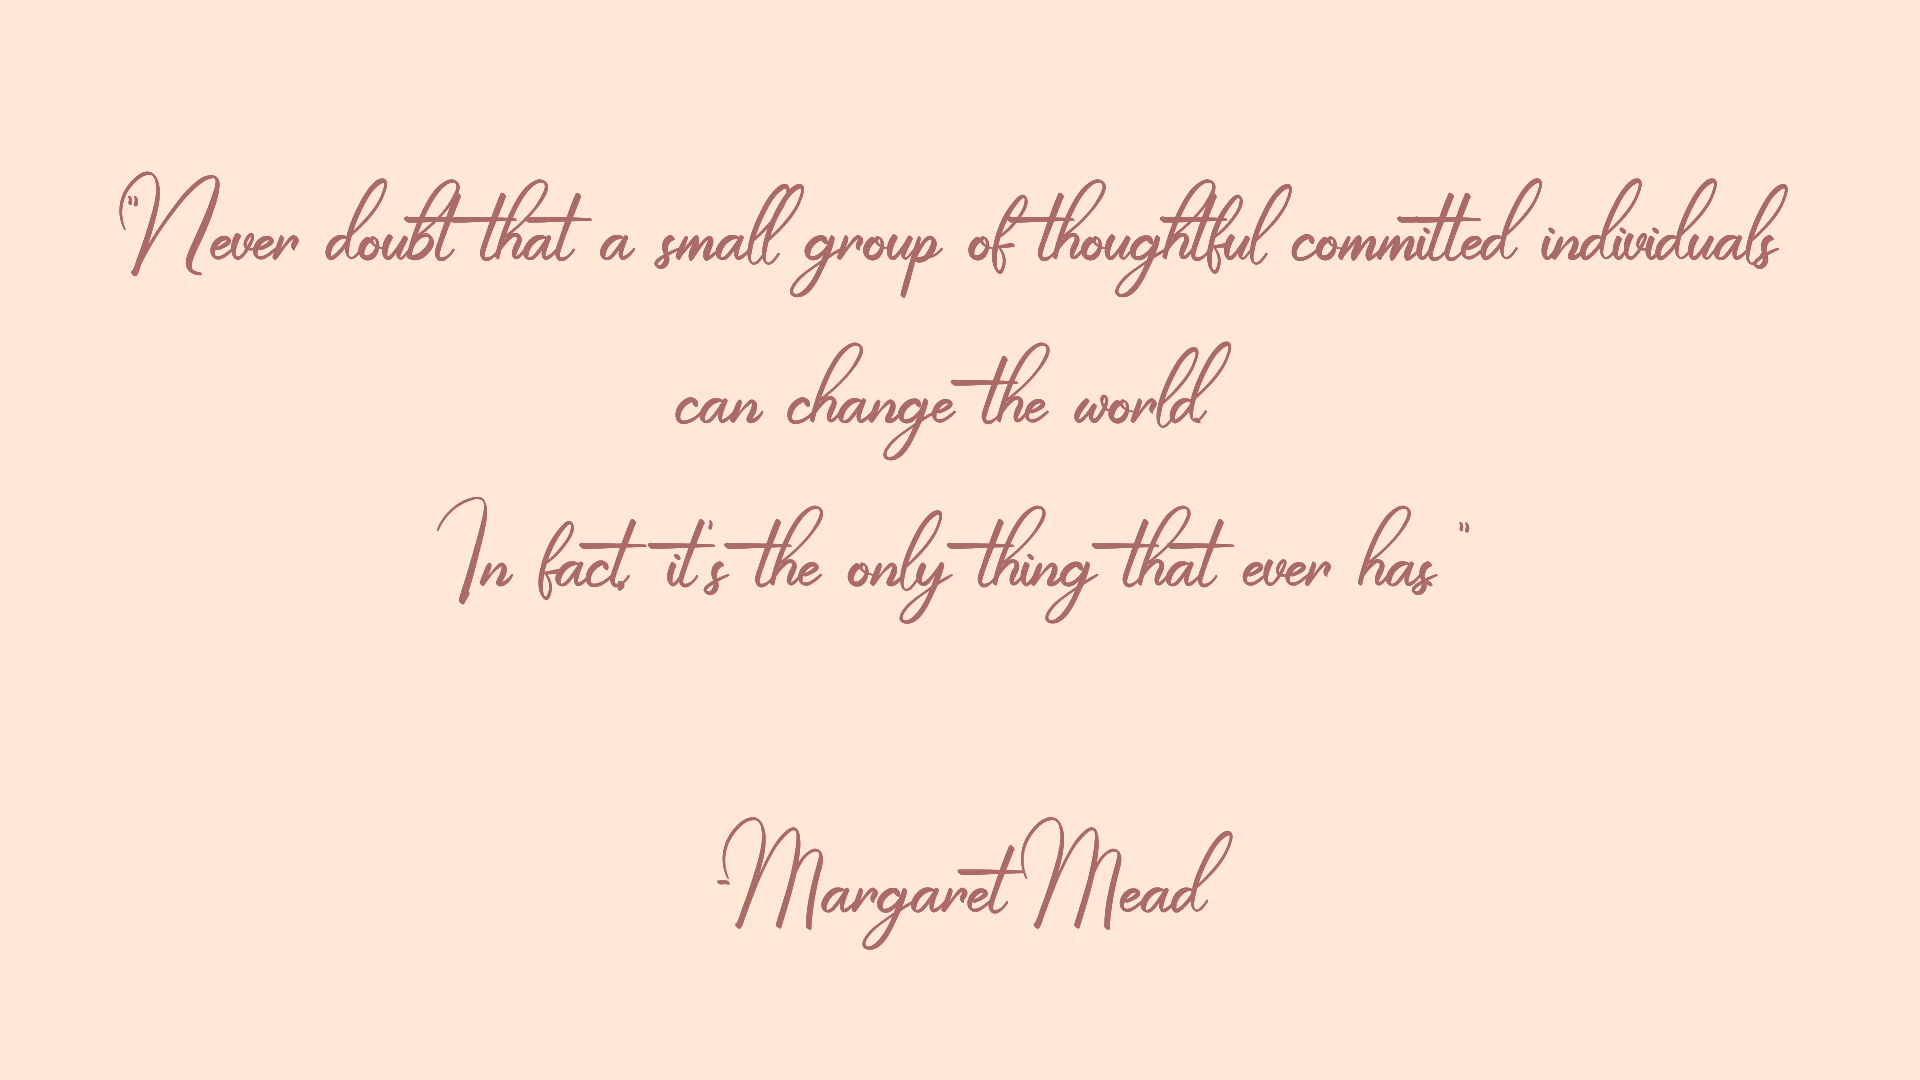 "Never doubt that a small group of thoughtful committed individuals
can change the world.
In fact, it's the only thing that ever has."
-Margaret Mead